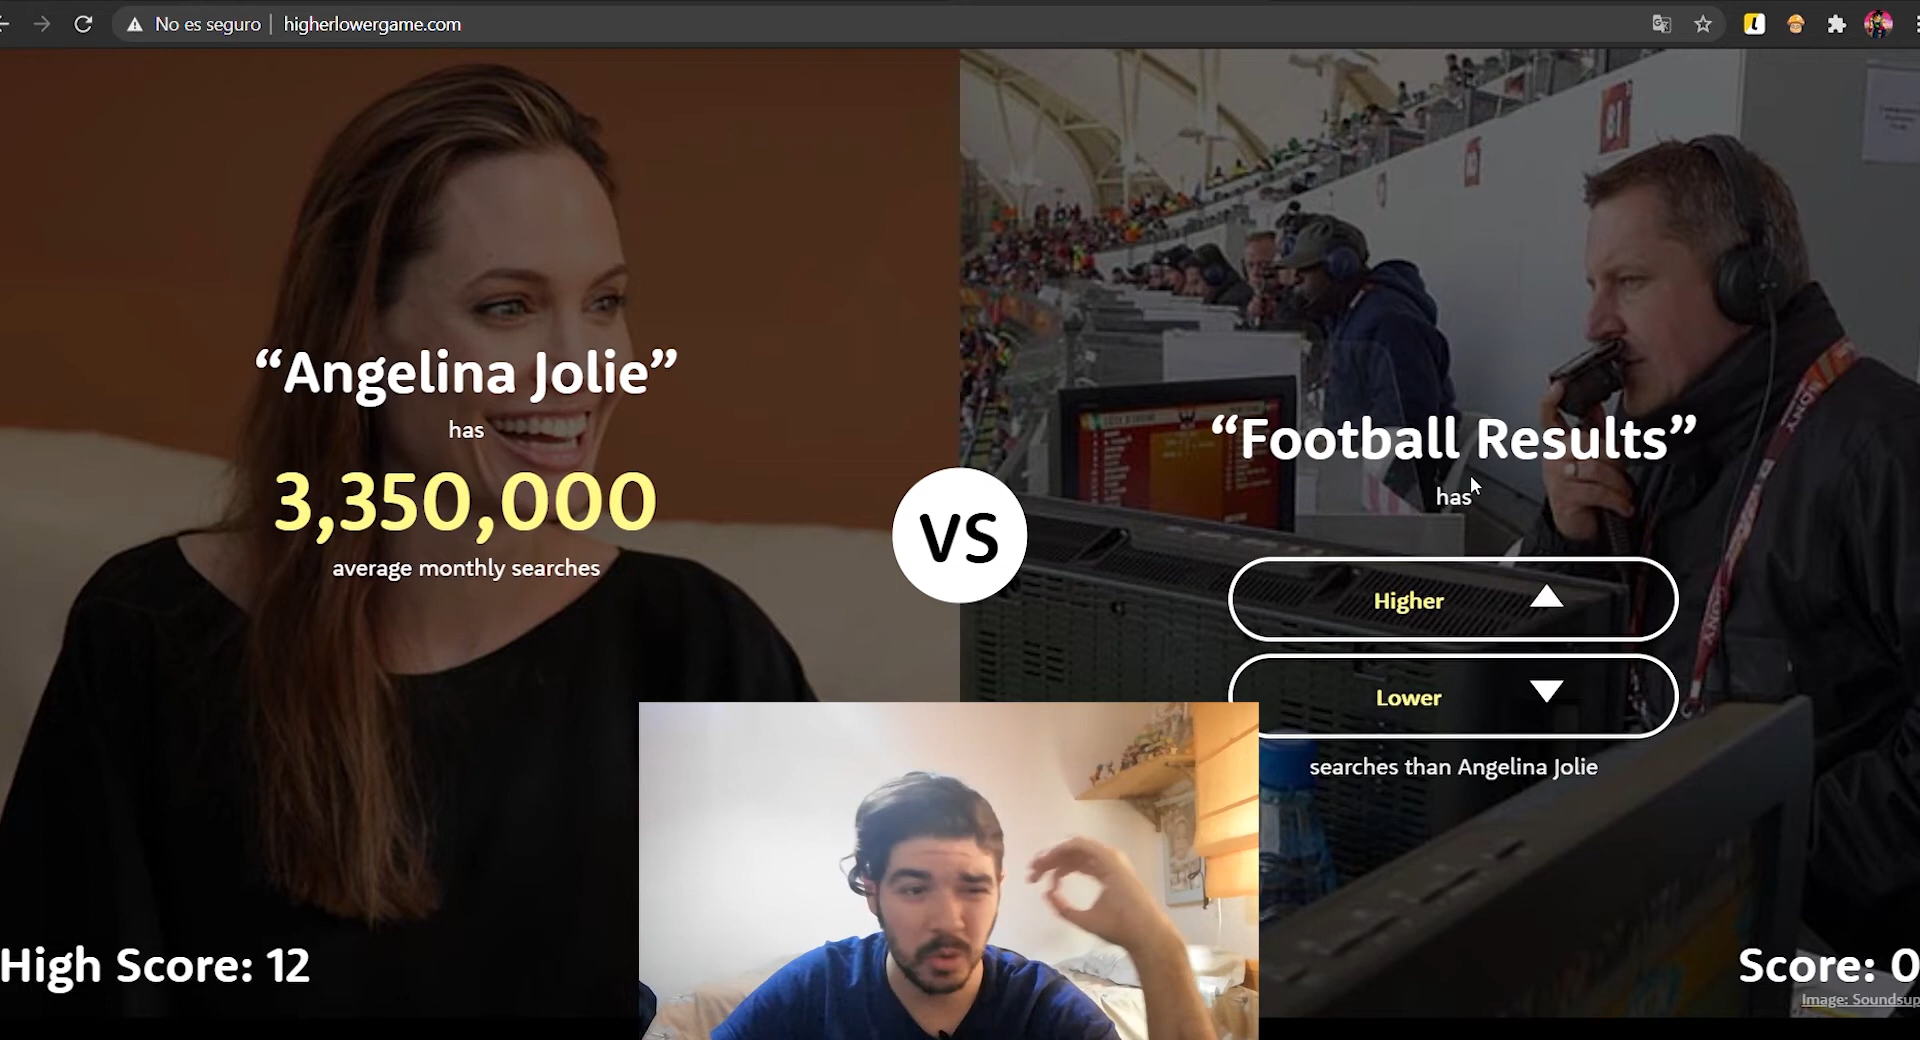 No es seguro | higherlowergame.com
“Angelina Jolie”
has
3,350,000
average monthly searches
VS
“Football Results”
has
Higher
Lower
searches than Angelina Jolie
High Score: 12
Score: 0
Image: Soundsup